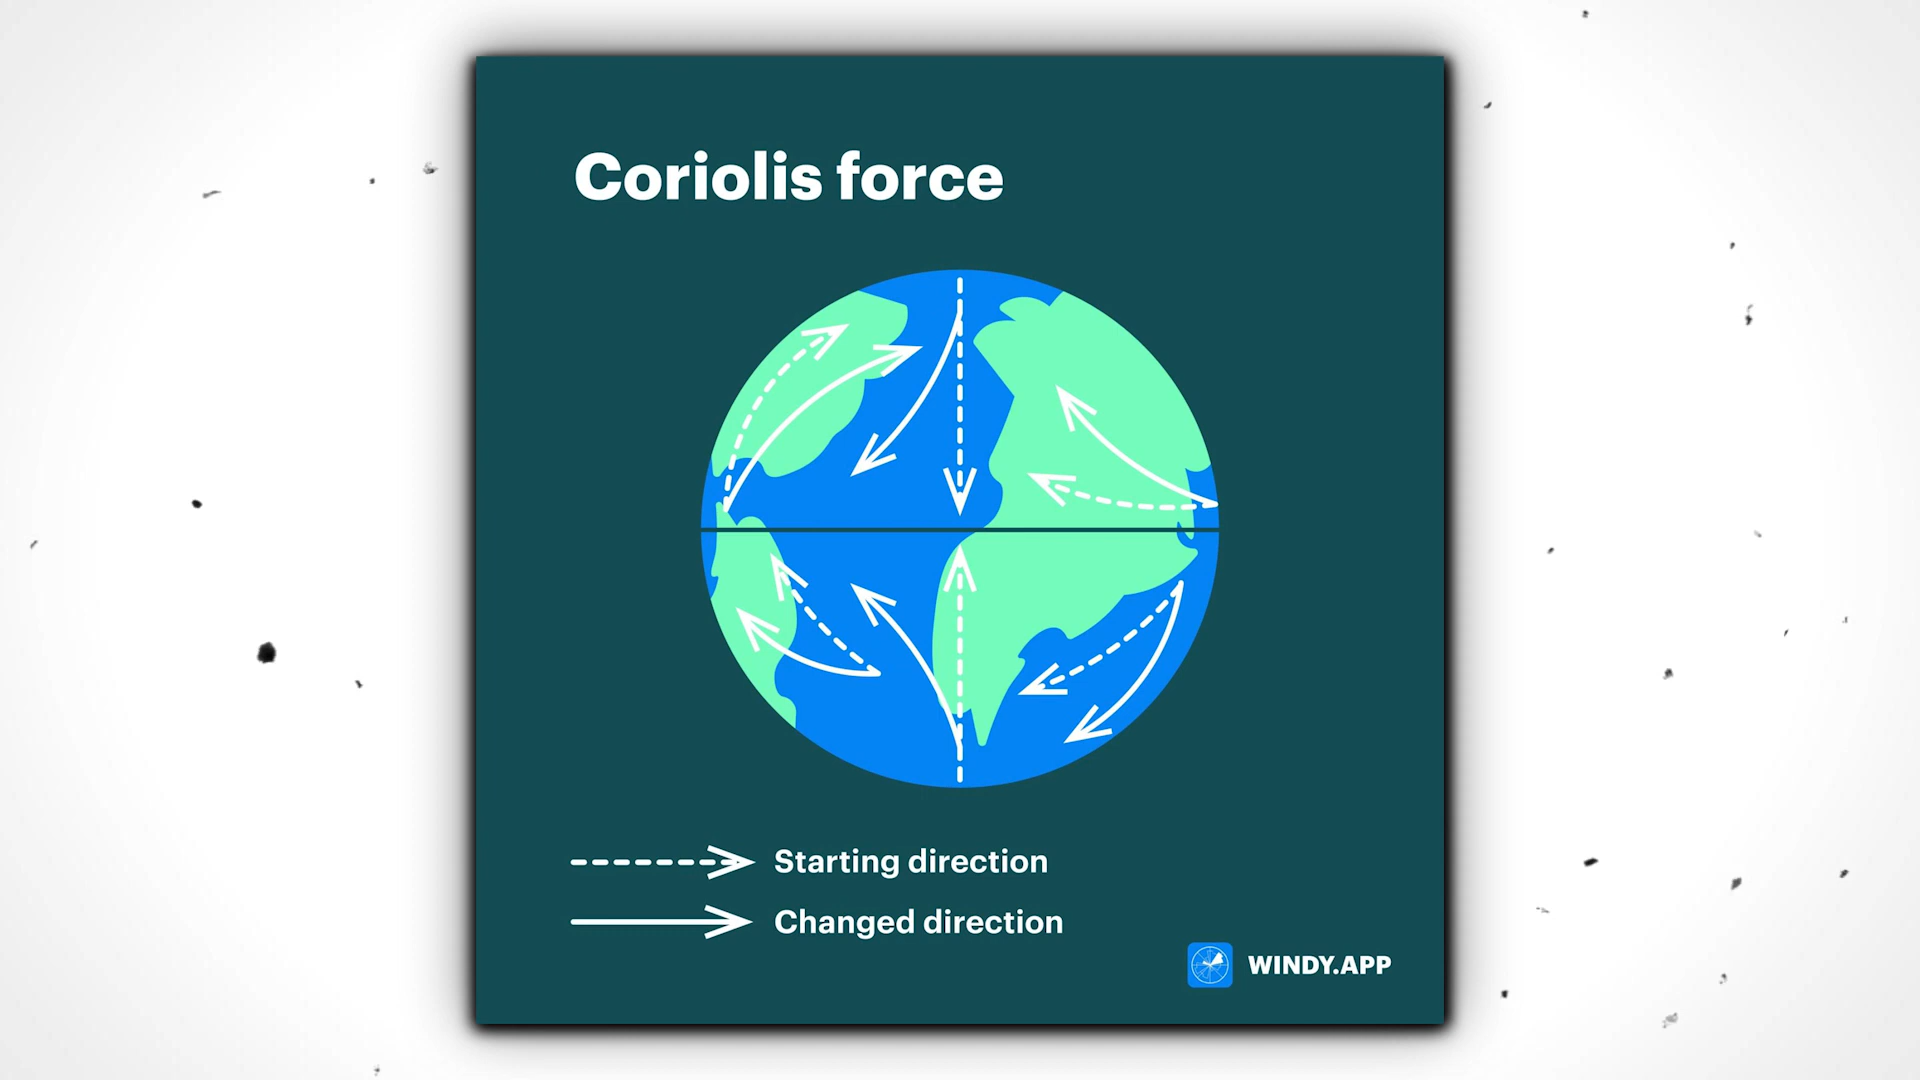 Coriolis force
Starting direction
Changed direction
WINDY.APP